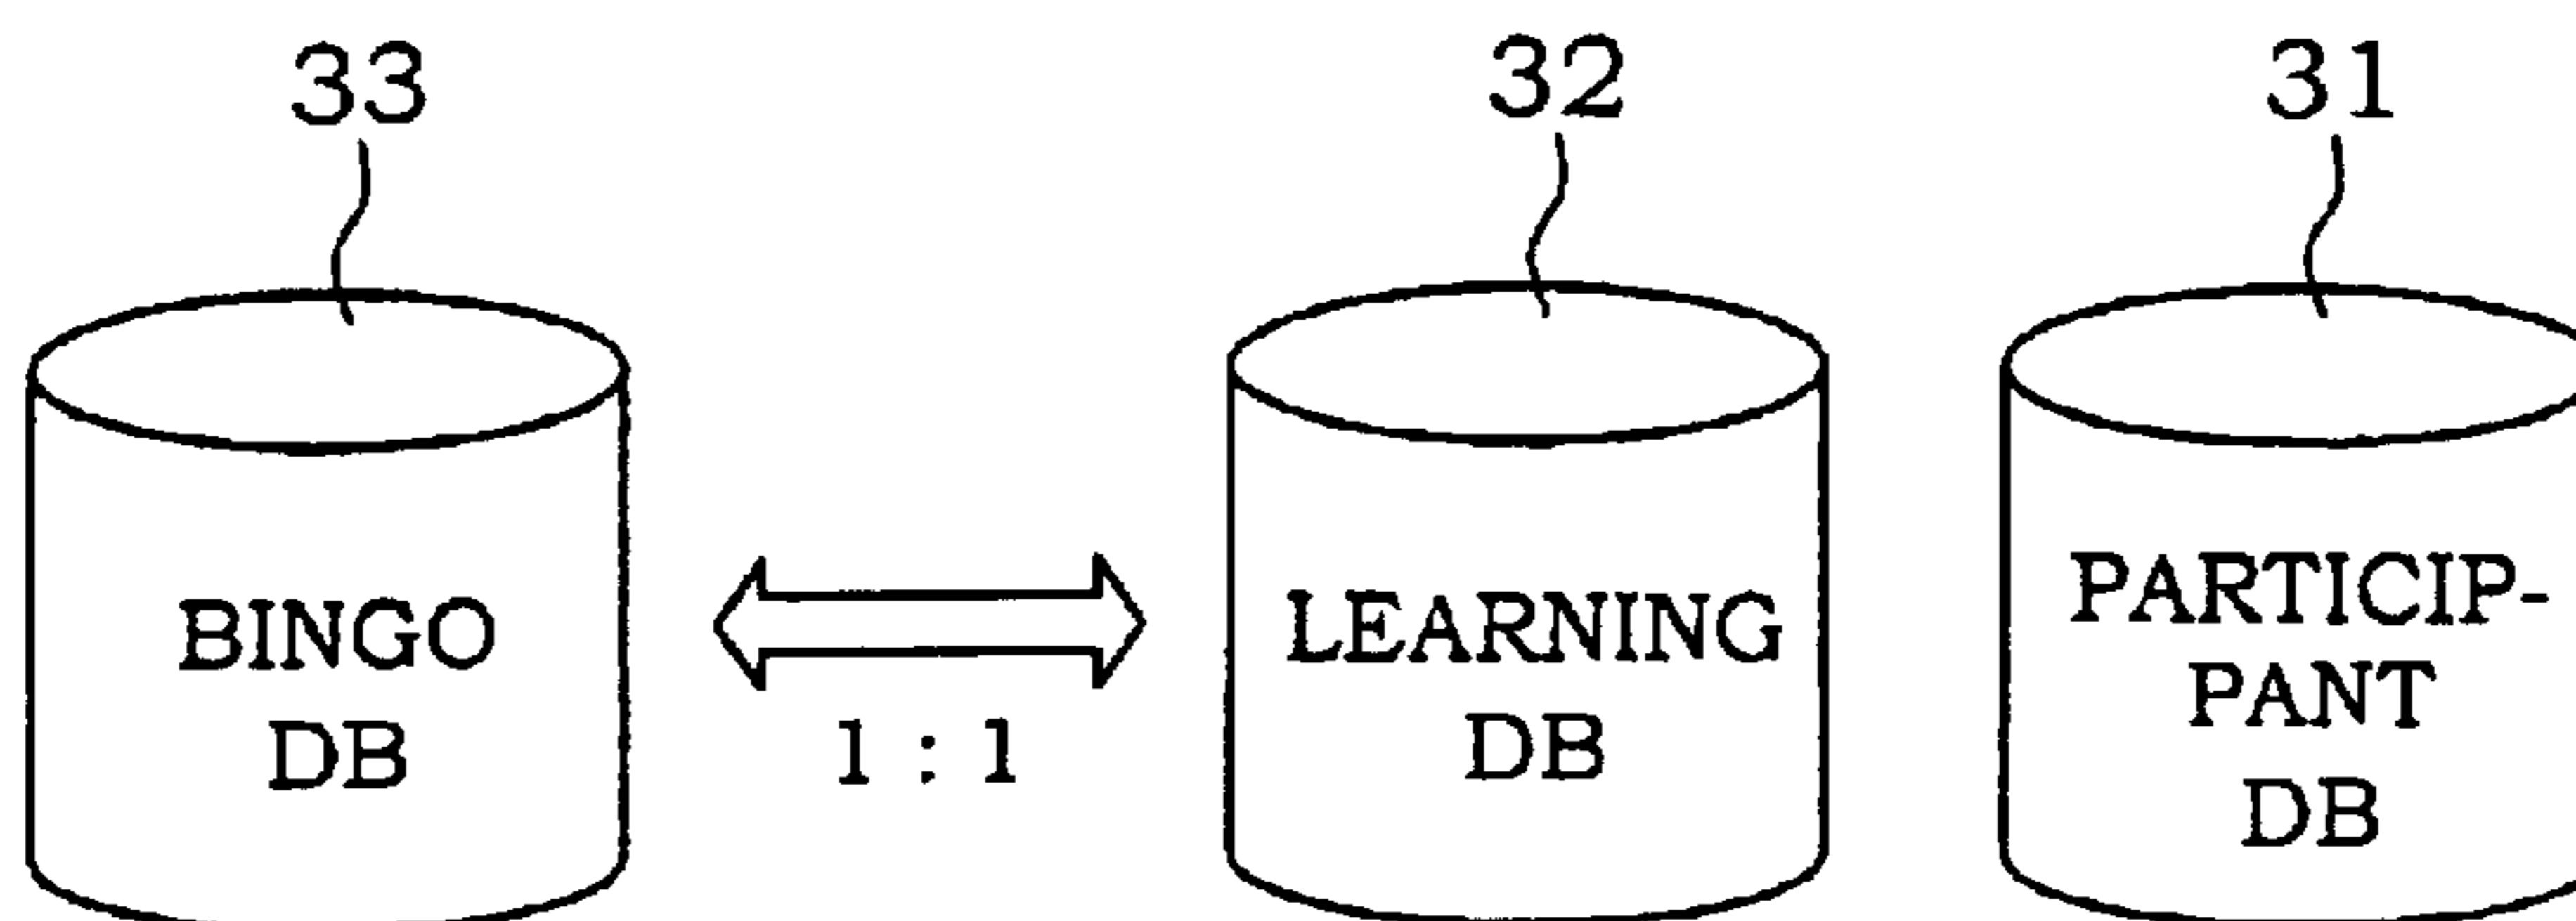 33
32
31
BINGO
DB
1 : 1
LEARNING
DB
PARTICIP-
PANT
DB